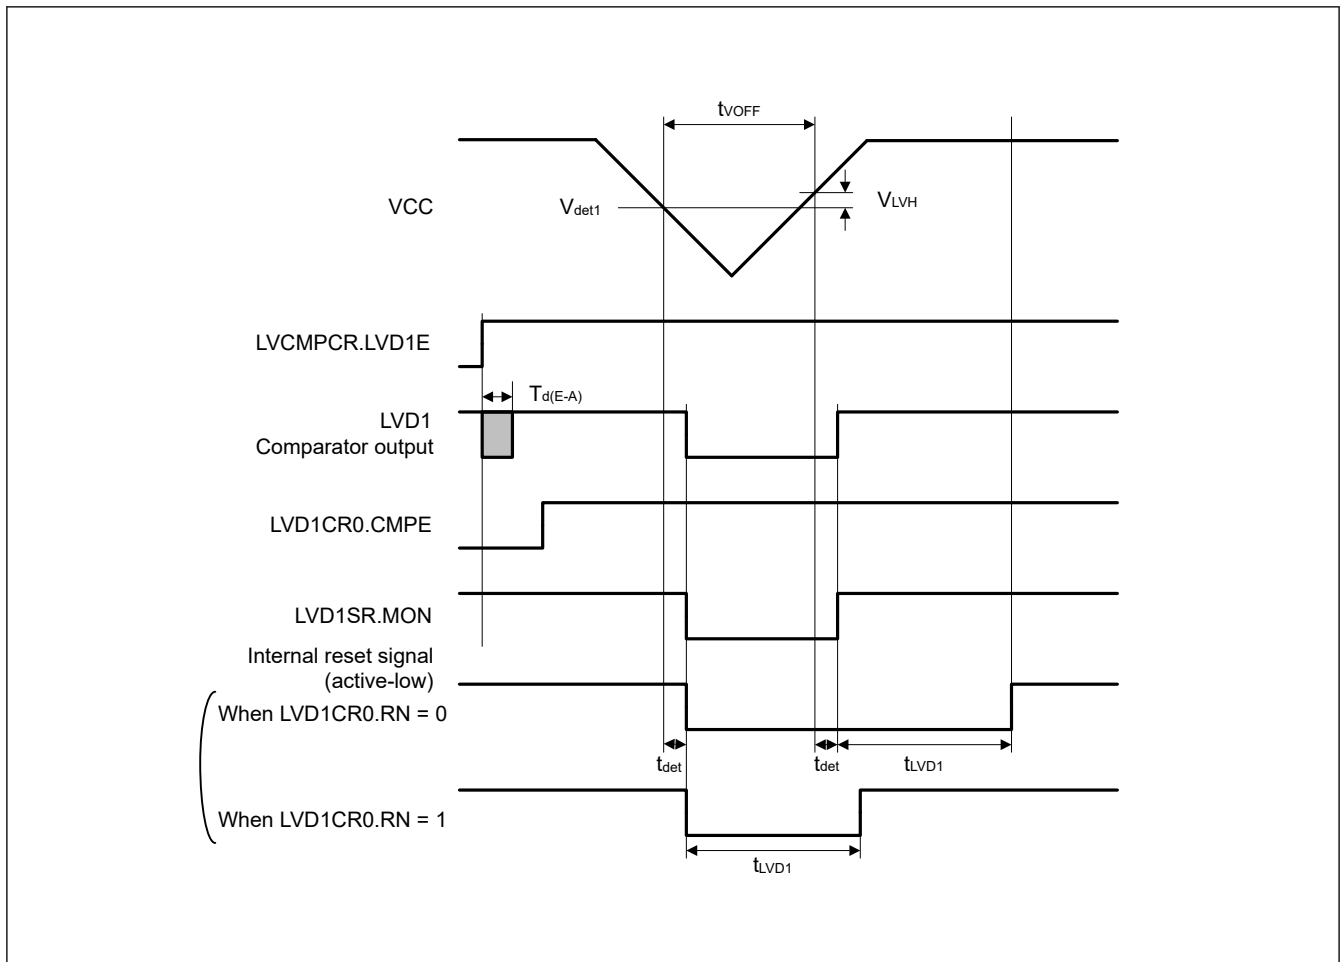 tVOFF
VCC
Vdet1
VLVH
LVCMPCR.LVD1E
Td(E-A)
LVD1
Comparator output
LVD1CR0.CMPE
LVD1SR.MON
Internal reset signal
(active-low)
When LVD1CR0.RN = 0
tdet
tdet
tLVD1
When LVD1CR0.RN = 1
tLVD1